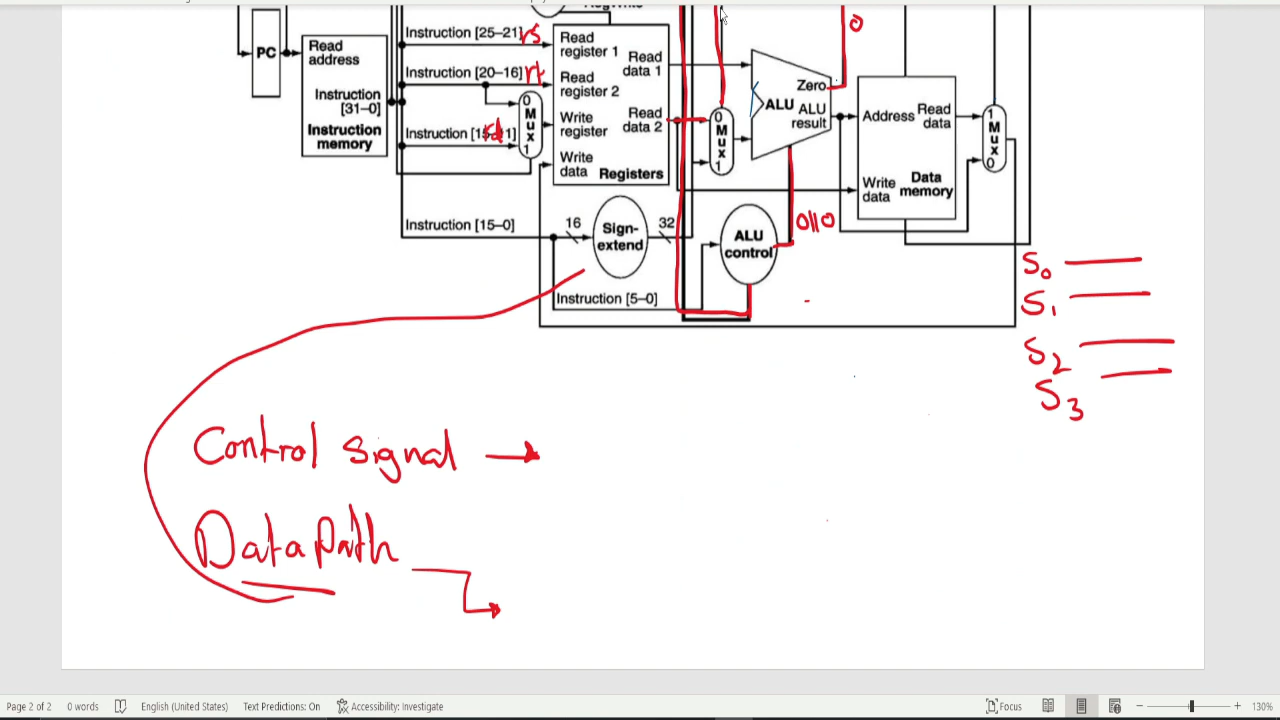 Instruction [25–21] rs
PC
Read address
Read register 1
Read data 1
0
Instruction [20–16] rt
Read register 2
Zero
Instruction [31–0]
0
Mux
1
Write register
Read data 2
0
Mux
1
ALU
ALU result
Address
Read data
1
Mux
0
Instruction memory
rd
Write data
Registers
Write data
Data memory
Instruction [15–0]
16
Sign-extend
32
ALU control
0110
Instruction [5–0]
S0
S1
S2
S3
Control signal
Data path
Page 2 of 2
0 words
English (United States)
Text Predictions: On
Accessibility: Investigate
Focus
130%